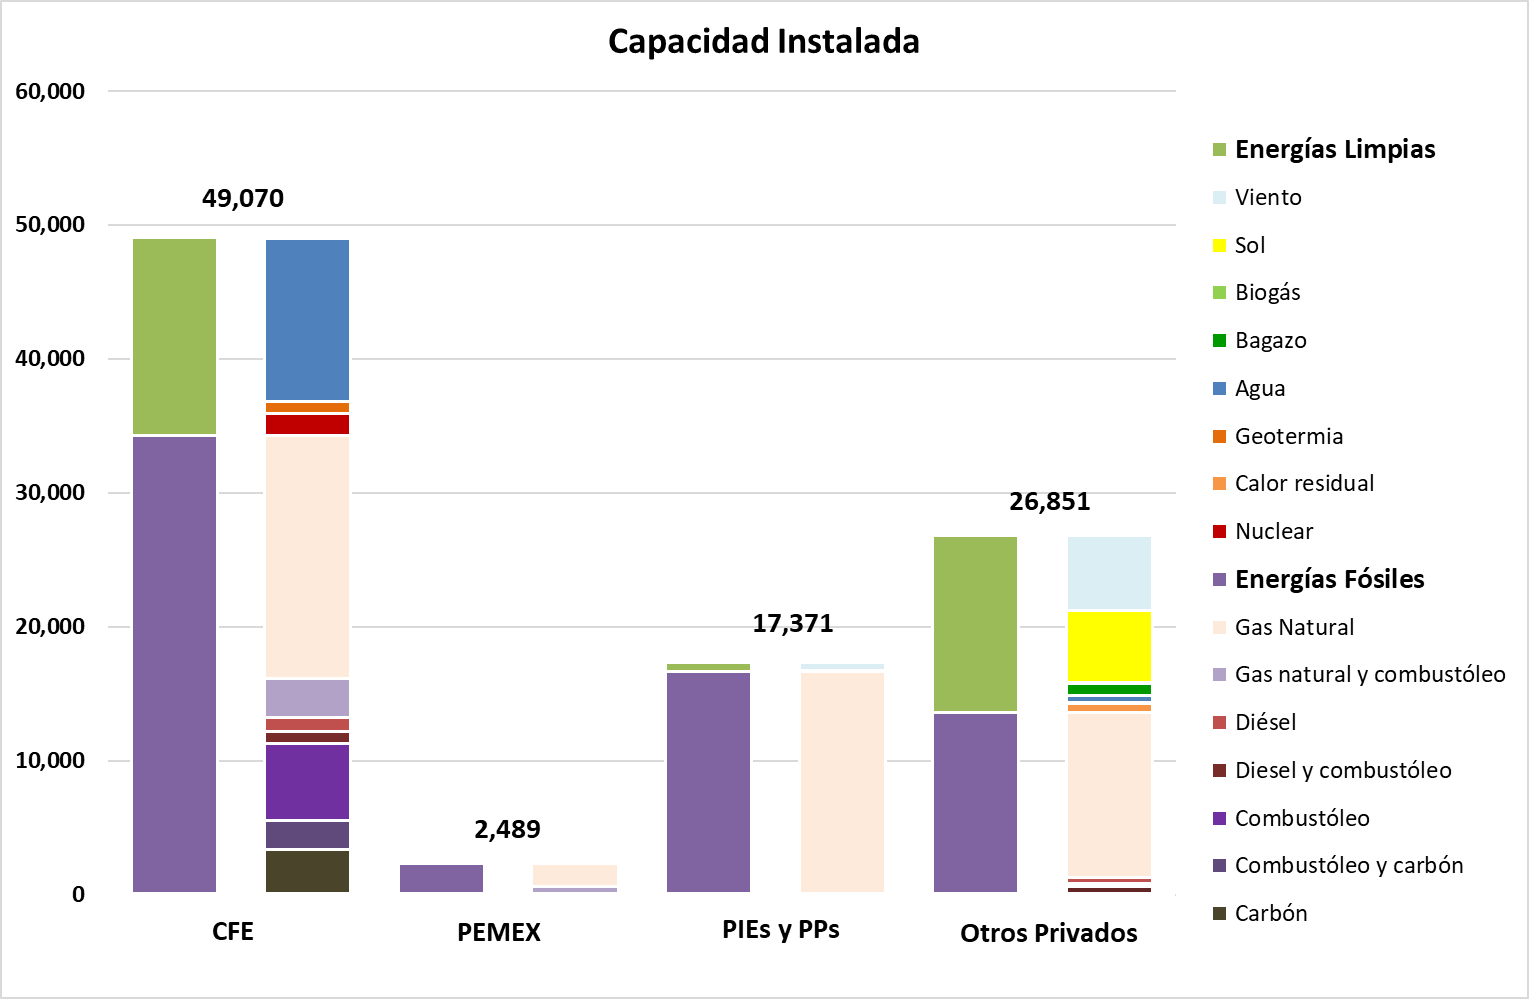 Capacidad Instalada
60,000
50,000
40,000
30,000
20,000
10,000
0
49,070
2,489
17,371
26,851
CFE
PEMEX
PIEs y PPs
Otros Privados
Energías Limpias
Viento
Sol
Biogás
Bagazo
Agua
Geotermia
Calor residual
Nuclear
Energías Fósiles
Gas Natural
Gas natural y combustóleo
Diésel
Diesel y combustóleo
Combustóleo
Combustóleo y carbón
Carbón